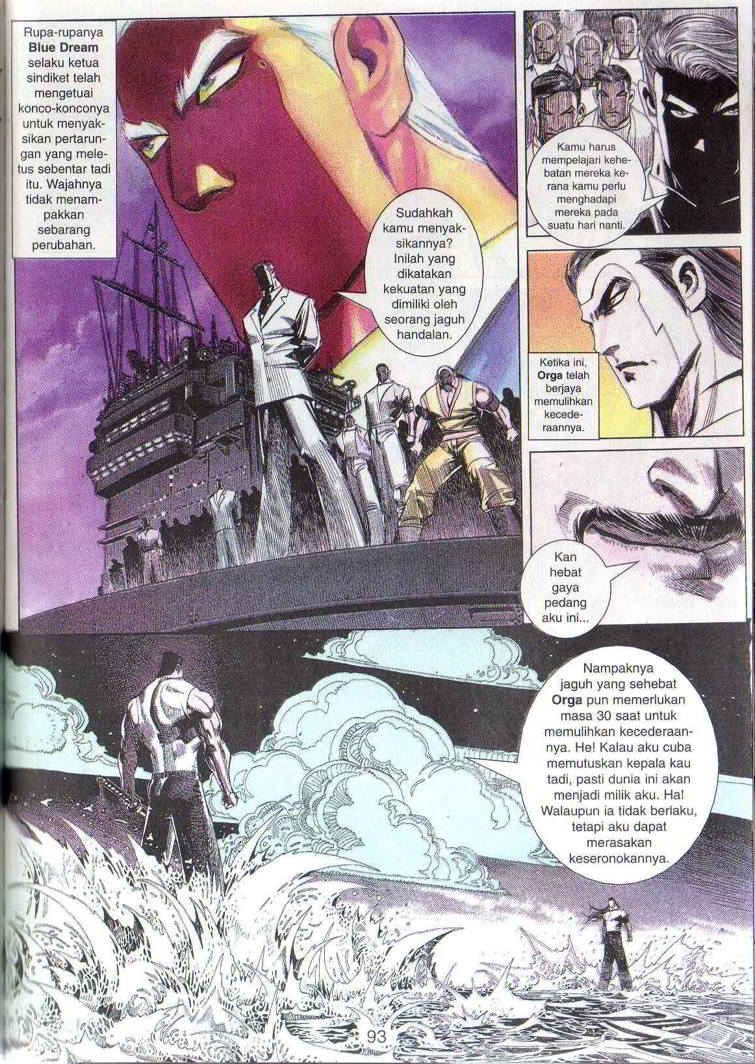 Rupa-rupanya
Blue Dream
selaku ketua
sindiket telah
mengetuai
konco-konconya
untuk menyak-
sikan pertarun-
gan yang mele-
tus sebentar tadi
itu. Wajahnya
tidak menam-
pakkan
sebarang
perubahan.
Sudahkah
kamu menyak-
sikannya?
Inilah yang
dikatakan
kekuatan yang
dimiliki oleh
seorang jaguh
handalan.
Kamu harus
mempelajari kehe-
batan mereka ke-
rana kamu perlu
menghadapi
mereka pada
suatu hari nanti.
Ketika ini,
Orga telah
berjaya
memulihkan
kecede-
raannya.
Kan
hebat
gaya
pedang
aku ini...
Nampaknya
jaguh yang sehebat
Orga pun memerlukan
masa 30 saat untuk
memulihkan kecederaan-
nya. He! Kalau aku cuba
memutuskan kepala kau
tadi, pasti dunia ini akan
menjadi milik aku. Ha!
Walaupun ia tidak berlaku,
tetapi aku dapat
merasakan
keseronokannya.
93